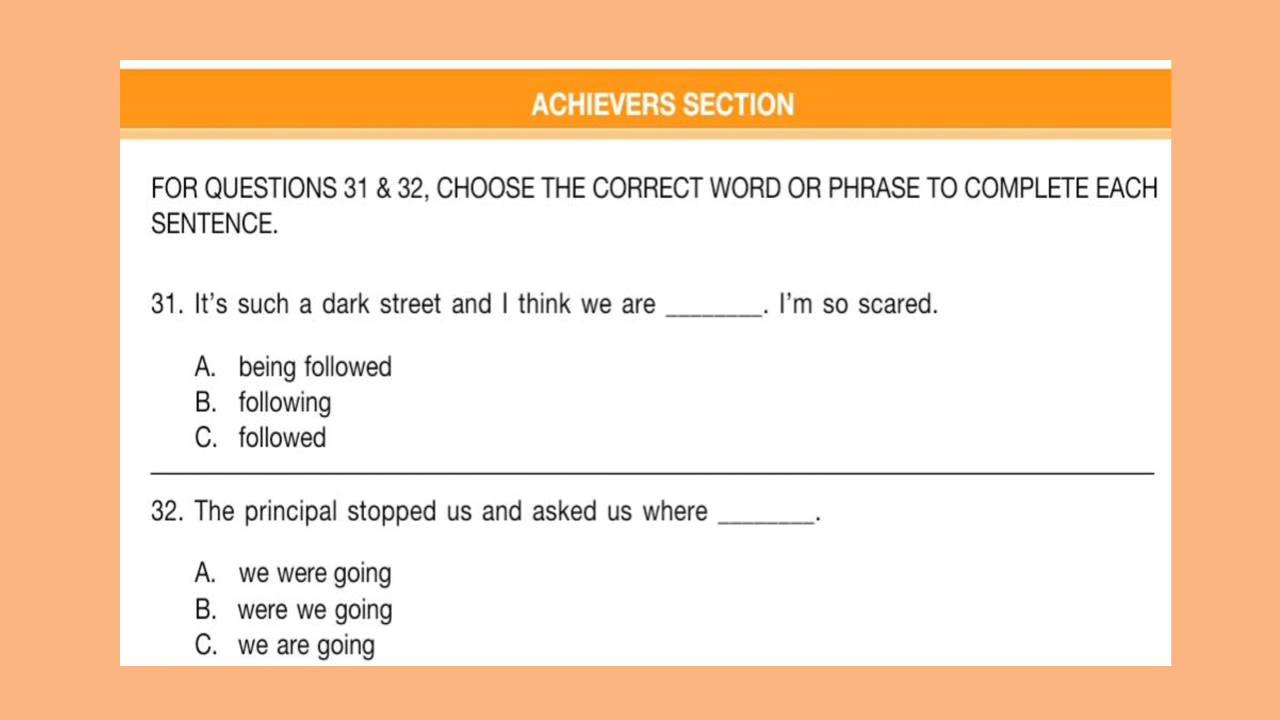 ACHIEVERS SECTION
FOR QUESTIONS 31 & 32, CHOOSE THE CORRECT WORD OR PHRASE TO COMPLETE EACH
SENTENCE.
31. It's such a dark street and I think we are ________. I'm so scared.
A. being followed
B. following
C. followed
32. The principal stopped us and asked us where ________.
A. we were going
B. were we going
C. we are going